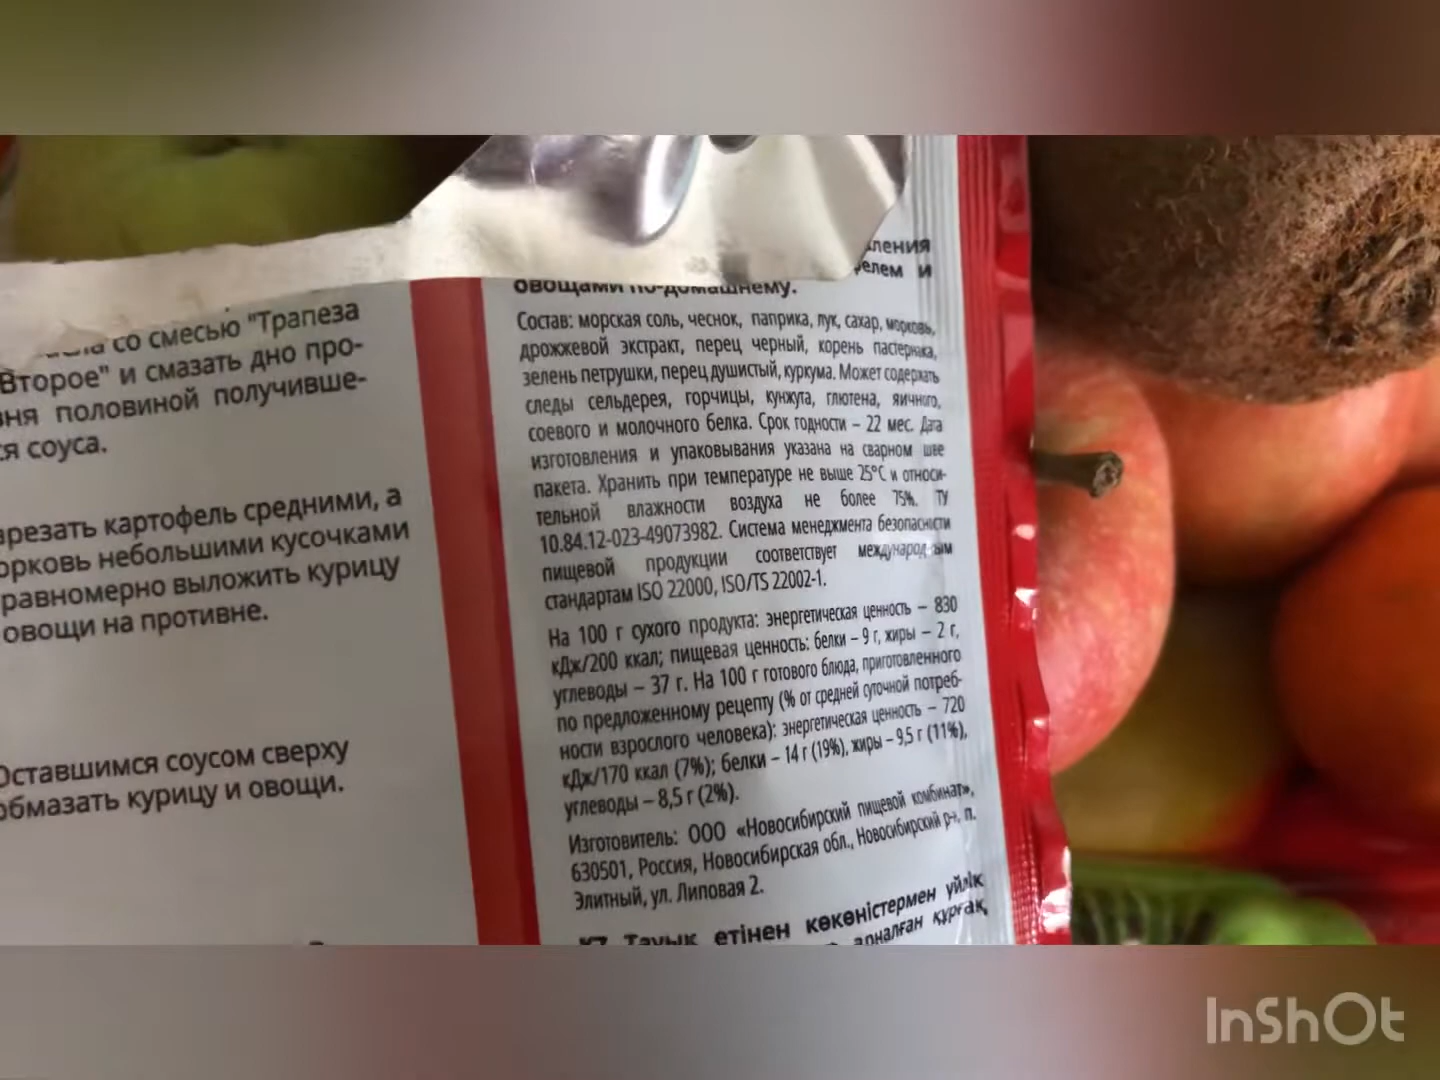 со смесью "Трапеза
Второе" и смазать дно про-
половиной получивше-
соуса.
картофель средними, а
небольшими кусочками
равномерно выложить курицу
овощи на противне.
Оставшимся соусом сверху
обмазать курицу и овощи.
и
овощами по-домашнему.
Состав: морская соль, чеснок, паприка, лук, сахар, морковь,
дрожжевой экстракт, перец черный, корень пастернака,
зелень петрушки, перец душистый, куркума. Может содержать
следы сельдерея, горчицы, кунжута, глютена, яичного,
соевого и молочного белка. Срок годности – 22 мес. Дата
изготовления и упаковывания указана на сварном шве
пакета. Хранить при температуре не выше 25°С и относи-
тельной влажности воздуха не более 75%. ТУ
10.84.12-023-49073982. Система менеджмента безопасности
пищевой продукции соответствует международным
стандартам ISO 22000, ISO/TS 22002-1.
На 100 г сухого продукта: энергетическая ценность – 830
кДж/200 ккал; пищевая ценность: белки – 9 г, жиры – 2 г,
углеводы – 37 г. На 100 г готового блюда, приготовленного
по предложенному рецепту (% от средней суточной потреб-
ности взрослого человека): энергетическая ценность – 720
кДж/170 ккал (7%); белки – 14 г (19%), жиры – 9,5 г (11%),
углеводы – 8,5 г (2%).
Изготовитель: ООО «Новосибирский пищевой комбинат»,
630501, Россия, Новосибирская обл., Новосибирский р-н, п.
Элитный, ул. Липовая 2.
KZ Тауық етінен көкөністермен үйлік
арналған құрғақ
InShOt